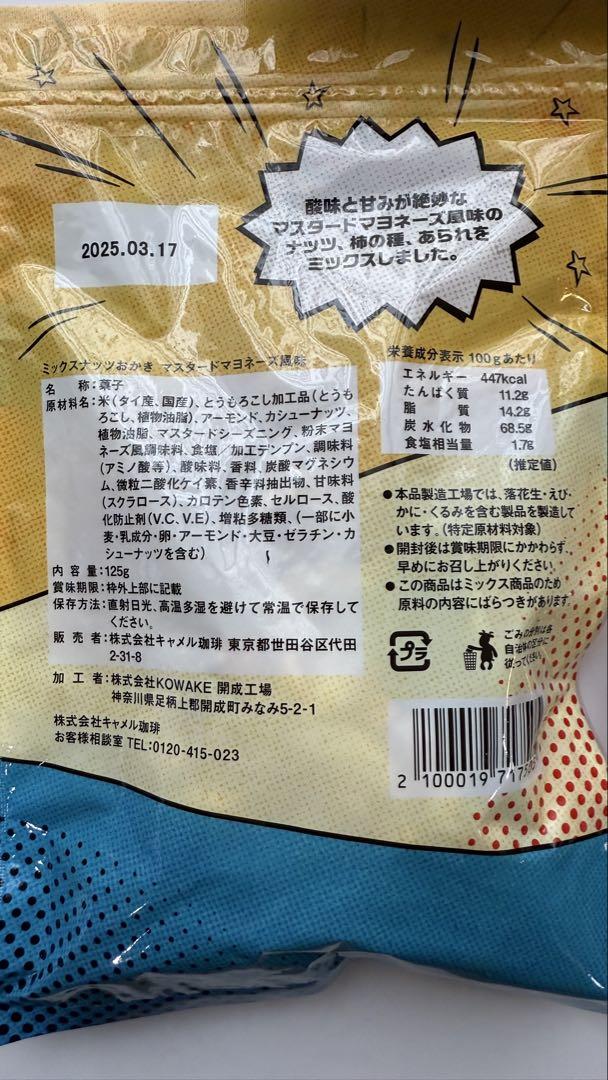 酸味と甘みが絶妙な
マスタードマヨネーズ風味の
ナッツ、柿の種、あられを
ミックスしました。
2025.03.17
ミックスナッツおかき マスタードマヨネーズ風味
名 称:菓子
原材料名:米(タイ産、国産)、とうもろこし加工品(とうも
ろこし、植物油脂)、アーモンド、カシューナッツ、
植物油脂、マスタードシーズニング、粉末マヨ
ネーズ風調味料、食塩/加工デンプン、調味料
(アミノ酸等)、酸味料、香料、炭酸マグネシウ
ム、微粒二酸化ケイ素、香辛料抽出物、甘味料
(スクラロース)、カロテン色素、セルロース、酸
化防止剤(V.C、V.E)、増粘多糖類、(一部に小
麦・乳成分・卵・アーモンド・大豆・ゼラチン・カ
シューナッツを含む)
内 容 量:125g
賞味期限:枠外上部に記載
保存方法:直射日光、高温多湿を避けて常温で保存して
ください。
販 売 者:株式会社キャメル珈琲 東京都世田谷区代田
2-31-8
加 工 者:株式会社KOWAKE 開成工場
神奈川県足柄上郡開成町みなみ5-2-1
株式会社キャメル珈琲
お客様相談室 TEL:0120-415-023
栄養成分表示 100gあたり
エネルギー 447kcal
たんぱく質 11.2g
脂 質 14.2g
炭水化物 68.5g
食塩相当量 1.7g
(推定値)
●本品製造工場では、落花生・えび・
かに・くるみを含む製品を製造して
います。(特定原材料対象)
●開封後は賞味期限にかかわらず、
早めにお召し上がりください。
●この商品はミックス商品のため
原料の内容にばらつきがあります。
プラ
ごみの分別は各
自治体の区分に
従ってください。
2 100019 717